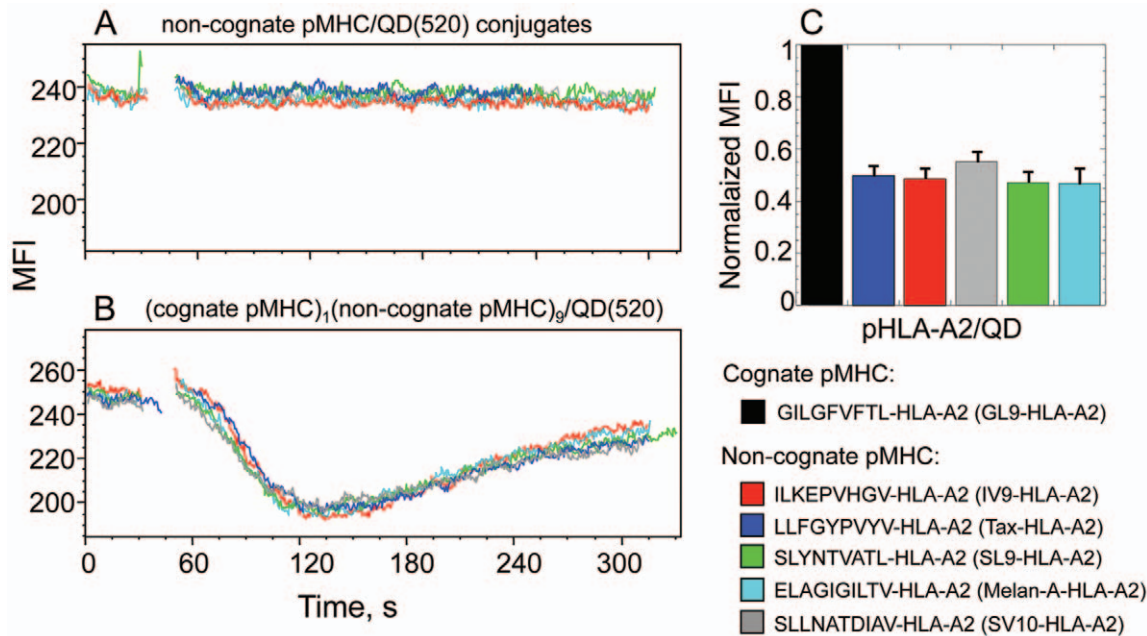 A
non-cognate pMHC/QD(520) conjugates
240
220
200
MFI
B
(cognate pMHC)₁(non-cognate pMHC)₉/QD(520)
260
240
220
200
0
60
120
180
240
300
Time, s
C
1
0.8
0.6
0.4
0.2
0
Normalaized MFI
pHLA-A2/QD
Cognate pMHC:
GILGFVFTL-HLA-A2 (GL9-HLA-A2)
Non-cognate pMHC:
ILKEPVHGV-HLA-A2 (IV9-HLA-A2)
LLFGYPVYV-HLA-A2 (Tax-HLA-A2)
SLYNTVATL-HLA-A2 (SL9-HLA-A2)
ELAGIGILTV-HLA-A2 (Melan-A-HLA-A2)
SLLNATDIAV-HLA-A2 (SV10-HLA-A2)